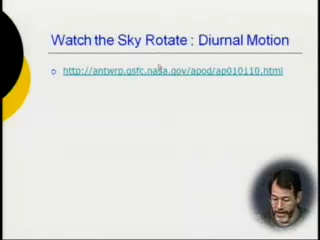 Watch the Sky Rotate : Diurnal Motion
http://antwrp.gsfc.nasa.gov/apod/ap010110.html